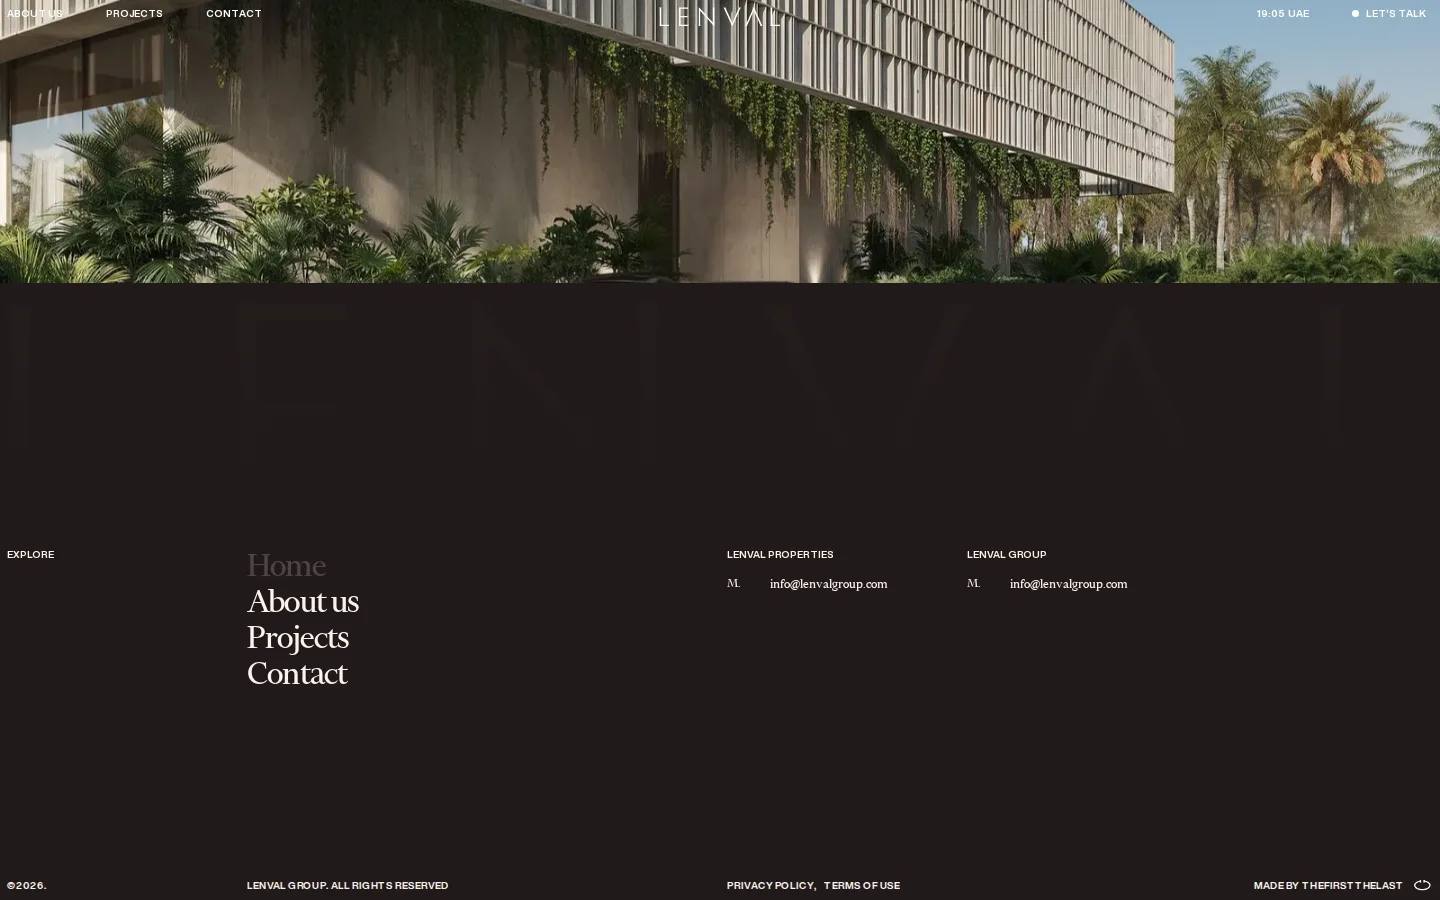 ABOUT US PROJECTS CONTACT LENVAL 19:05 UAE LET'S TALK
LENVAL
EXPLORE
Home
About us
Projects
Contact
LENVAL PROPERTIES
M. info@lenvalgroup.com
LENVAL GROUP
M. info@lenvalgroup.com
©2026. LENVAL GROUP. ALL RIGHTS RESERVED PRIVACY POLICY, TERMS OF USE MADE BY THEFIRSTTHELAST